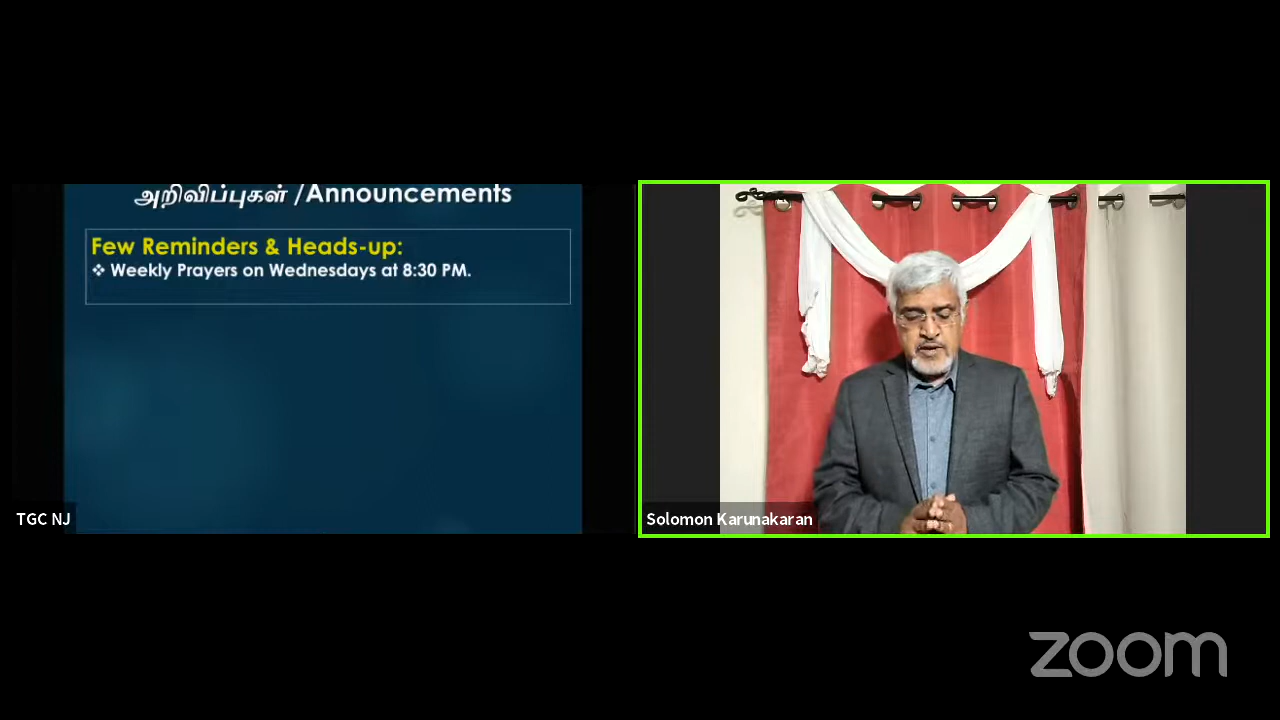 அறிவிப்புகள் /Announcements
Few Reminders & Heads-up:
❖ Weekly Prayers on Wednesdays at 8:30 PM.
TGC NJ
Solomon Karunakaran
zoom